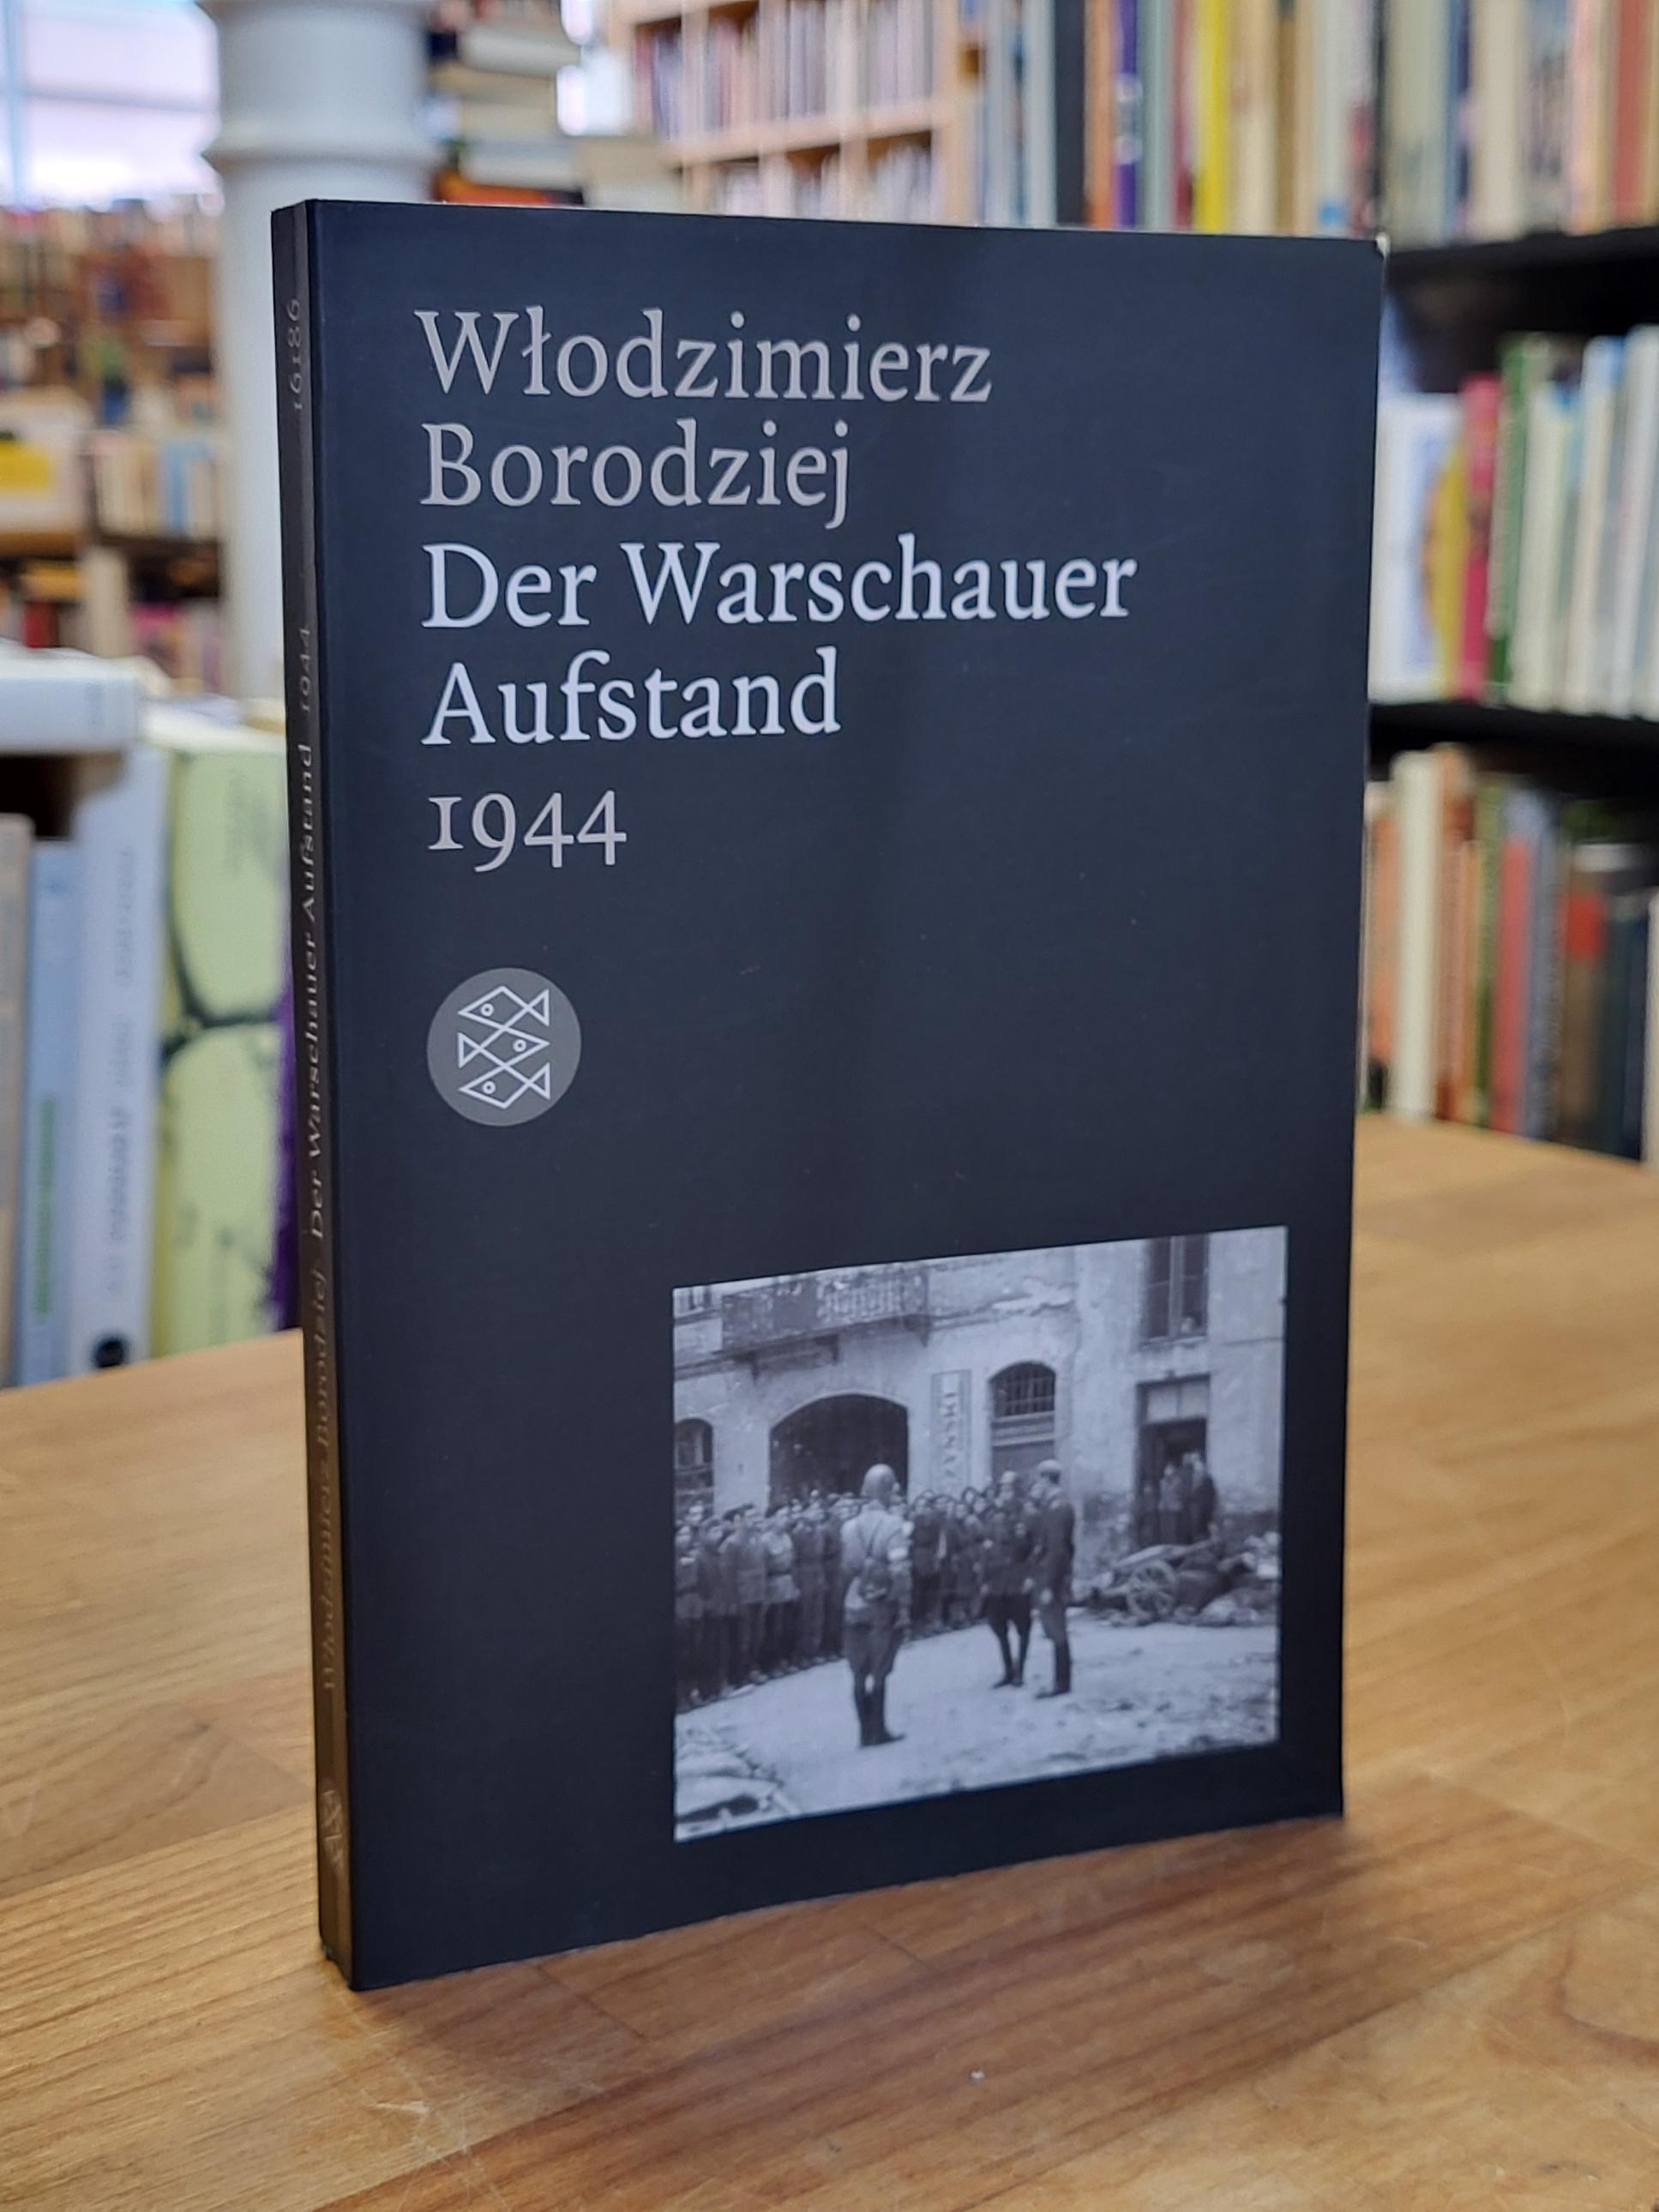 Włodzimierz
Borodziej
Der Warschauer
Aufstand
1944
Włodzimierz Borodziej Der Warschauer Aufstand 1944
16186